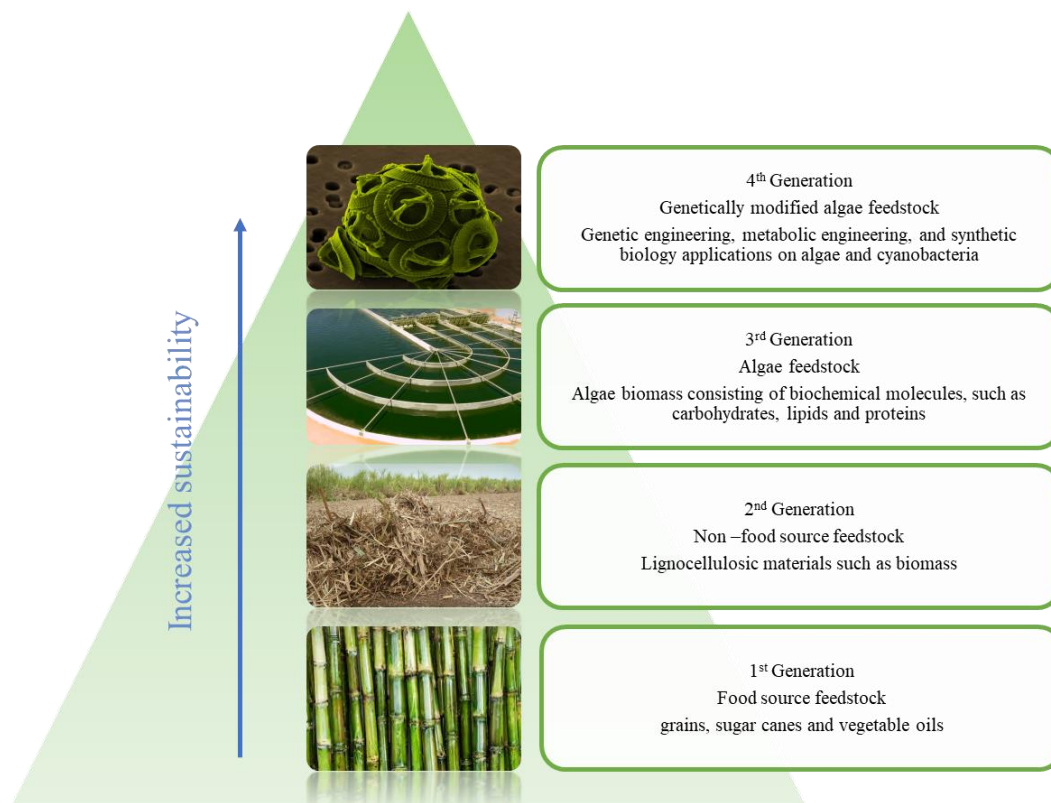 4th Generation
Genetically modified algae feedstock
Genetic engineering, metabolic engineering, and synthetic
biology applications on algae and cyanobacteria
3rd Generation
Algae feedstock
Algae biomass consisting of biochemical molecules, such as
carbohydrates, lipids and proteins
2nd Generation
Non –food source feedstock
Lignocellulosic materials such as biomass
1st Generation
Food source feedstock
grains, sugar canes and vegetable oils
Increased sustainability